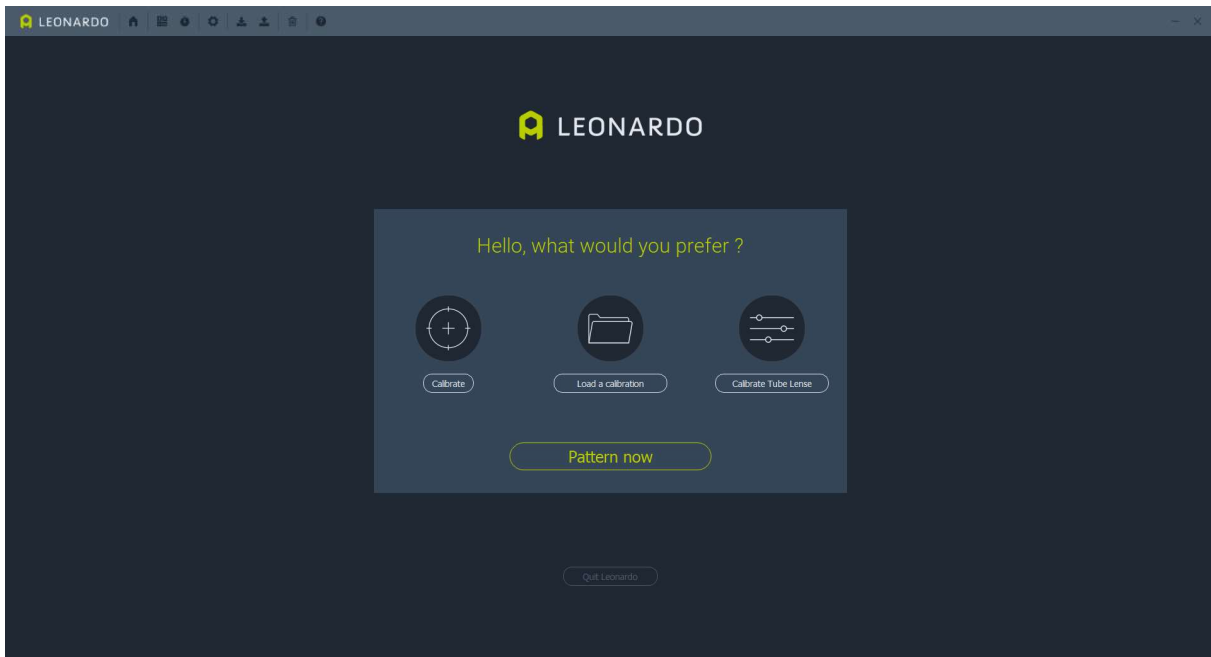 LEONARDO
LEONARDO
Hello, what would you prefer ?
Calibrate
Load a calibration
Calibrate Tube Lense
Pattern now
Quit Leonardo